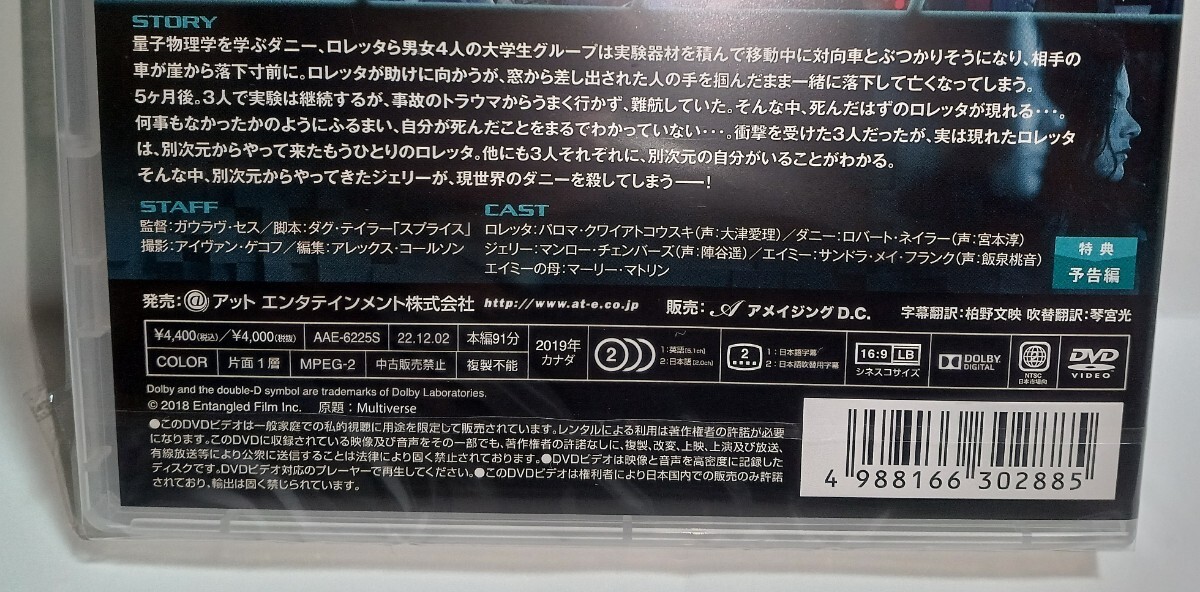 STORY
量子物理学を学ぶダニー、ロレッタら男女4人の大学生グループは実験器材を積んで移動中に対向車とぶつかりそうになり、相手の
車が崖から落下寸前に。ロレッタが助けに向かうが、窓から差し出された人の手を掴んだまま一緒に落下して亡くなってしまう。
5ヶ月後。3人で実験は継続するが、事故のトラウマからうまく行かず、難航していた。そんな中、死んだはずのロレッタが現れる・・・。
何事もなかったかのようにふるまい、自分が死んだことをまるでわかっていない・・・。衝撃を受けた3人だったが、実は現れたロレッタ
は、別次元からやって来たもうひとりのロレッタ。他にも3人それぞれに、別次元の自分がいることがわかる。
そんな中、別次元からやってきたジェリーが、現世界のダニーを殺してしまう――!
STAFF
監督:ガウラヴ・セス/脚本:ダグ・テイラー「スプライス」
撮影:アイヴァン・ゲコフ/編集:アレックス・コールソン
CAST
ロレッタ:パロマ・クワイアトコウスキ(声:大津愛理)/ダニー:ロバート・ネイラー(声:宮本淳)
ジェリー:マンロー・チェンバーズ(声:陣谷遥)/エイミー:サンドラ・メイ・フランク(声:飯泉桃音)
エイミーの母:マーリー・マトリン
特典
予告編
発売:@アット エンタテインメント株式会社 http://www.at-e.co.jp 販売:A アメイジングD.C. 字幕翻訳:柏野文映 吹替翻訳:琴宮光
¥4,400(税込)/¥4,000(税抜) AAE-6225S 22.12.02 本編91分
COLOR 片面1層 MPEG-2 中古販売禁止 複製不能
2019年
カナダ
2 1:英語(5.1ch)
2:日本語(2.0ch)
2 1:日本語字幕/
2:日本語吹替用字幕
16:9 LB
シネスコサイズ
DOLBY
DIGITAL
NTSC
日本市場向
DVD
VIDEO
Dolby and the double-D symbol are trademarks of Dolby Laboratories.
© 2018 Entangled Film Inc. 原題:Multiverse
●このDVDビデオは一般家庭での私的視聴に用途を限定して販売されています。レンタルによる利用は著作権者の許諾が必要
になります。このDVDに収録されている映像及び音声をその一部でも、著作権者の許諾なしに、複製、改変、上映、上演及び放送、
有線放送等により公衆に送信することは法律により固く禁じられています。●DVDビデオは映像と音声を高密度に記録した
ディスクです。DVDビデオ対応のプレーヤーで再生してください。●このDVDビデオは権利者により日本国内での販売のみ許諾
されており、輸出は固く禁じられています。
4 988166 302885